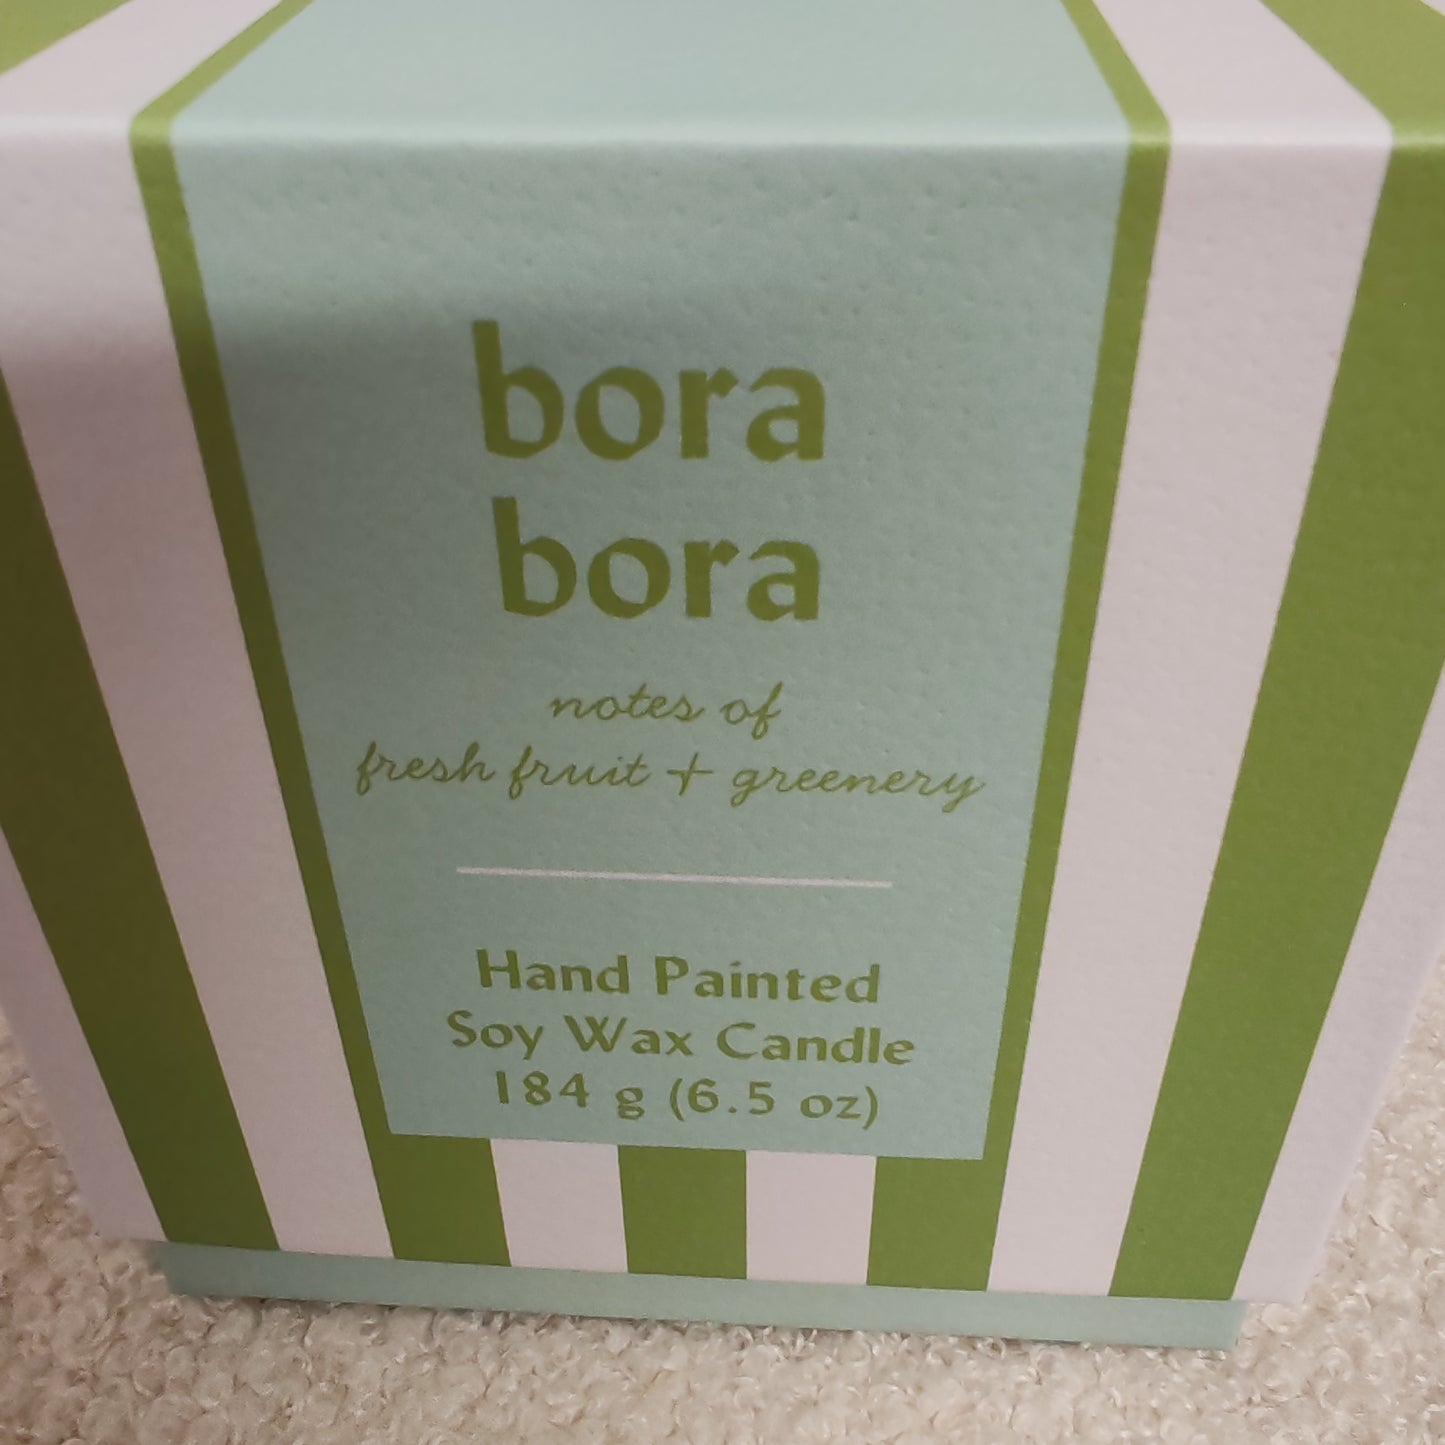 bora
bora
notes of
fresh fruit + greenery
Hand Painted
Soy Wax Candle
184 g (6.5 oz)